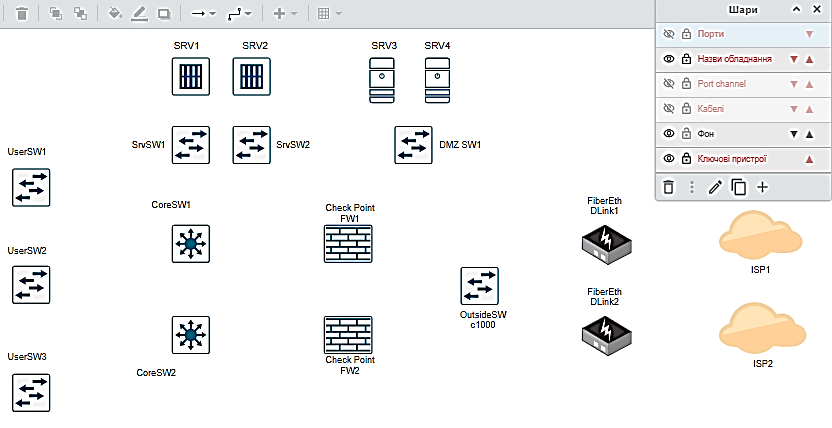 Шари
Порти
Назви обладнання
Port channel
Кабелі
Фон
Ключові пристрої
SRV1
SRV2
SRV3
SRV4
SrvSW1
SrvSW2
DMZ SW1
UserSW1
CoreSW1
Check Point
FW1
FiberEth
DLink1
ISP1
UserSW2
OutsideSW
c1000
FiberEth
DLink2
ISP2
UserSW3
CoreSW2
Check Point
FW2